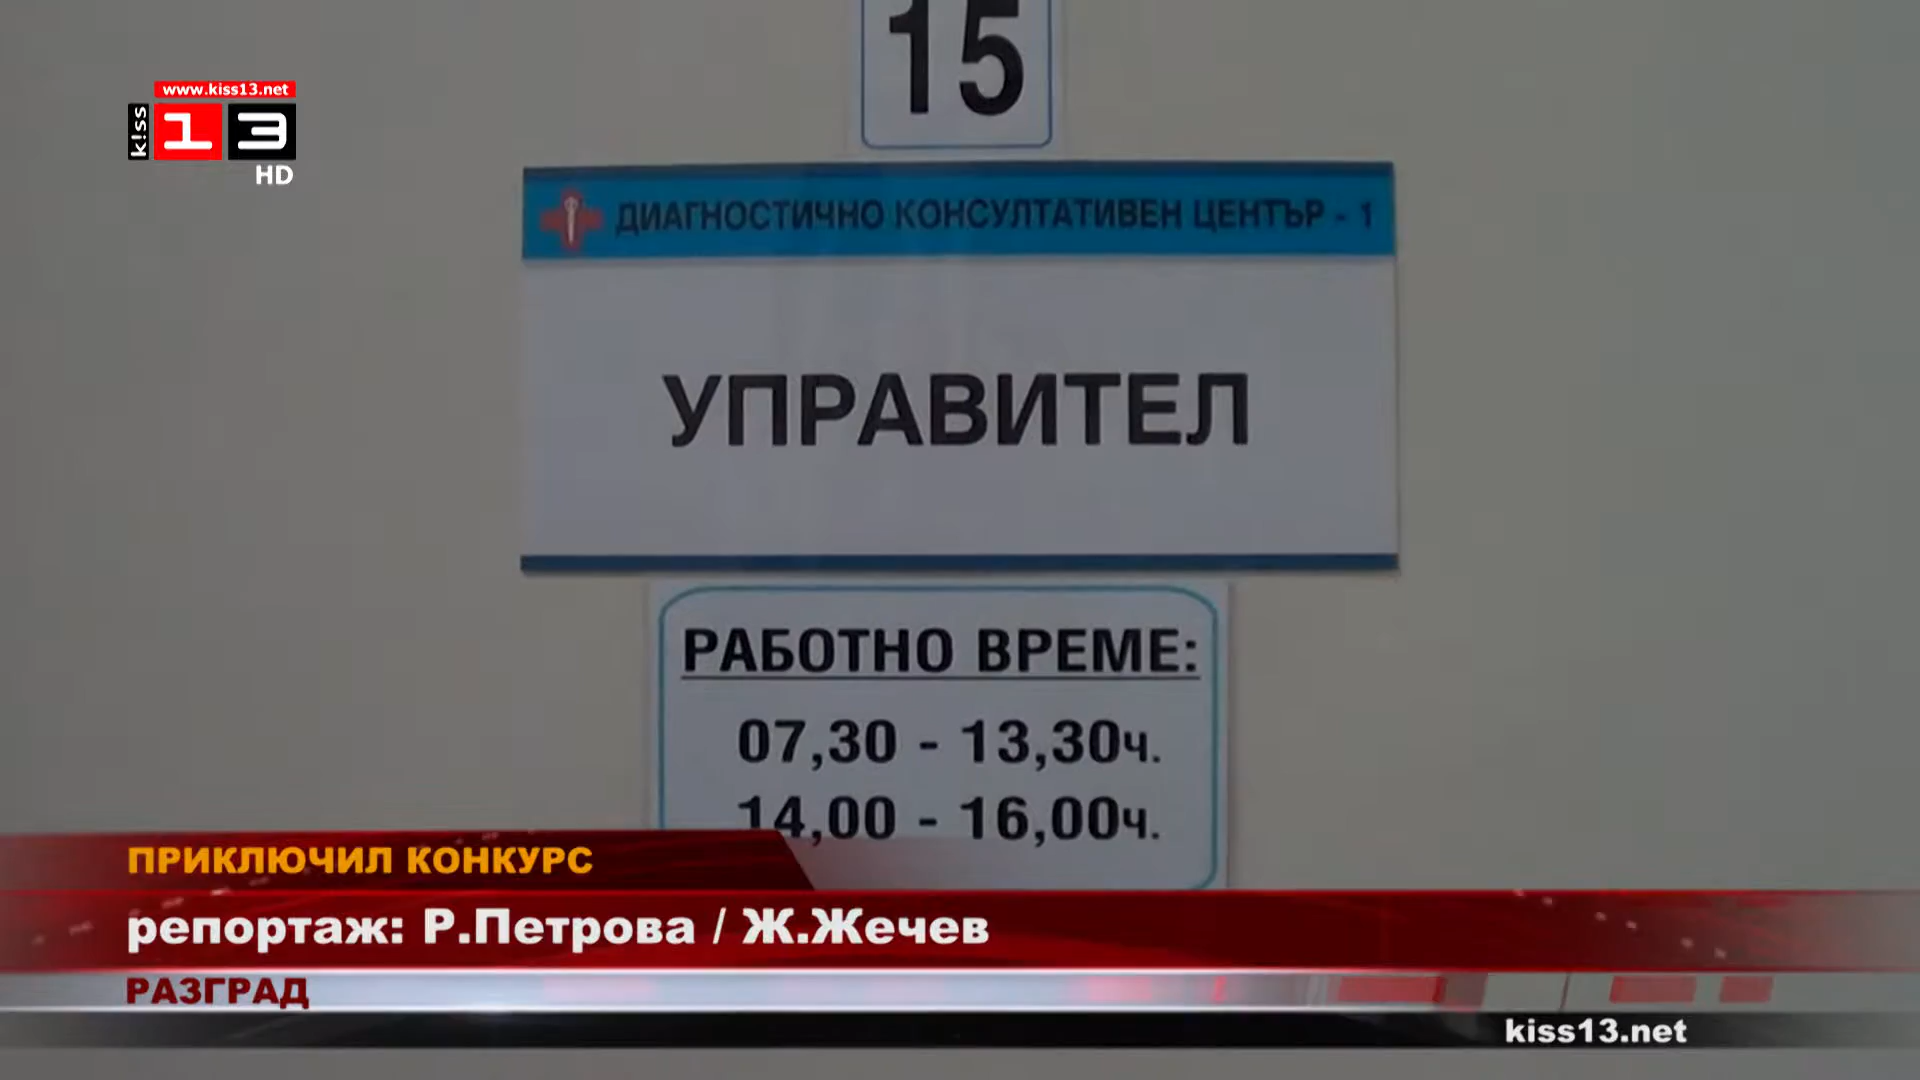 15
www.kiss13.net
kiss
13
HD
ДИАГНОСТИЧНО КОНСУЛТАТИВЕН ЦЕНТЪР - 1
УПРАВИТЕЛ
РАБОТНО ВРЕМЕ:
07,30 - 13,30ч.
14,00 - 16,00ч.
ПРИКЛЮЧИЛ КОНКУРС
репортаж: Р.Петрова / Ж.Жечев
РАЗГРАД
kiss13.net